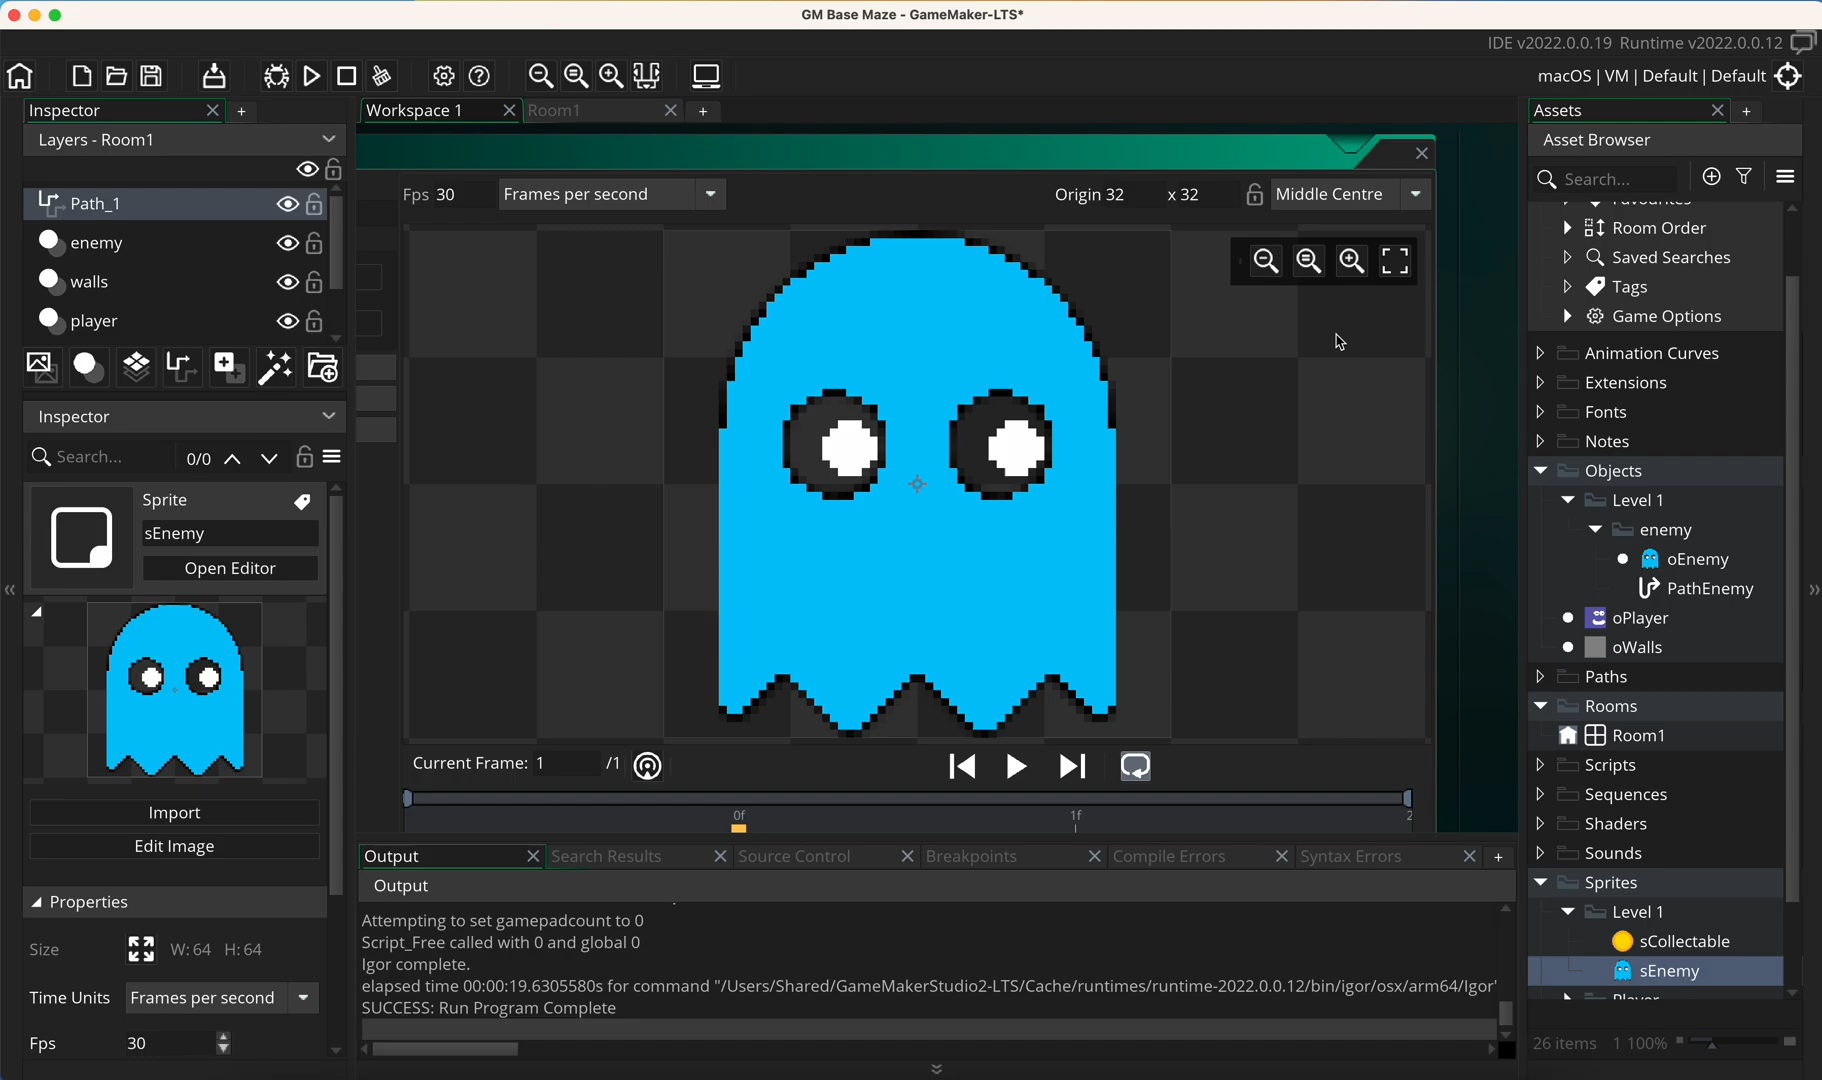 GM Base Maze - GameMaker-LTS*
IDE v2022.0.0.19 Runtime v2022.0.0.12
macOS | VM | Default | Default
Inspector
Workspace 1
Room1
Assets
Layers - Room1
Path_1
enemy
walls
player
Inspector
Search...
0/0
Sprite
sEnemy
Open Editor
Import
Edit Image
Properties
Size
W: 64 H: 64
Time Units
Frames per second
Fps
30
Fps 30
Frames per second
Origin 32 x 32
Middle Centre
Current Frame: 1 /1
0f
1f
2
Output
Search Results
Source Control
Breakpoints
Compile Errors
Syntax Errors
Output
Attempting to set gamepadcount to 0
Script_Free called with 0 and global 0
Igor complete.
elapsed time 00:00:19.6305580s for command "/Users/Shared/GameMakerStudio2-LTS/Cache/runtimes/runtime-2022.0.0.12/bin/igor/osx/arm64/Igor"
SUCCESS: Run Program Complete
Asset Browser
Search...
Favourites
Room Order
Saved Searches
Tags
Game Options
Animation Curves
Extensions
Fonts
Notes
Objects
Level 1
enemy
oEnemy
PathEnemy
oPlayer
oWalls
Paths
Rooms
Room1
Scripts
Sequences
Shaders
Sounds
Sprites
Level 1
sCollectable
sEnemy
Player
26 items
1 100%